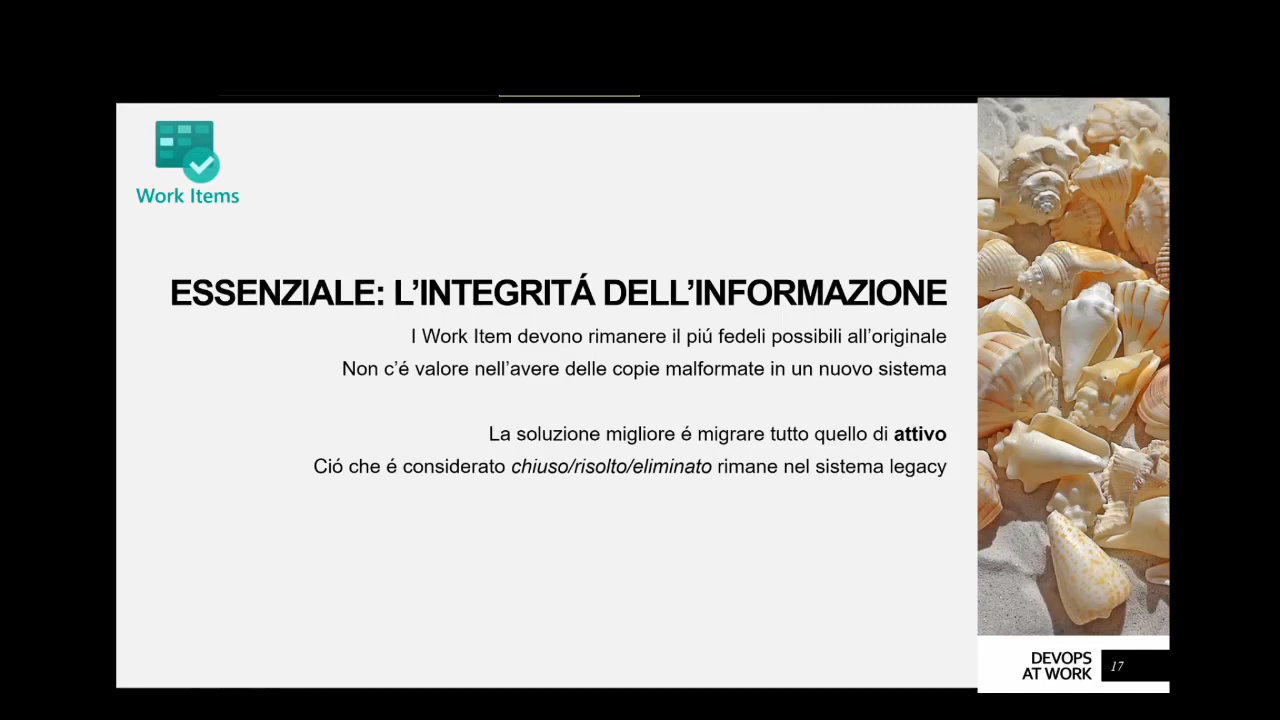 Work Items
ESSENZIALE: L’INTEGRITÁ DELL’INFORMAZIONE
I Work Item devono rimanere il piú fedeli possibili all’originale
Non c’é valore nell’avere delle copie malformate in un nuovo sistema
La soluzione migliore é migrare tutto quello di attivo
Ció che é considerato chiuso/risolto/eliminato rimane nel sistema legacy
DEVOPS
AT WORK
17